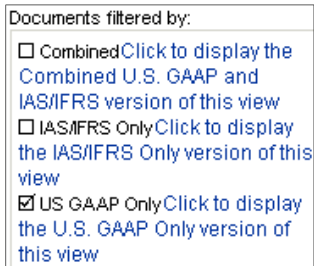 Documents filtered by:
CombinedClick to display the
Combined U.S. GAAP and
IAS/IFRS version of this view
IAS/IFRS OnlyClick to display
the IAS/IFRS Only version of this
view
US GAAP OnlyClick to display
the U.S. GAAP Only version of
this view